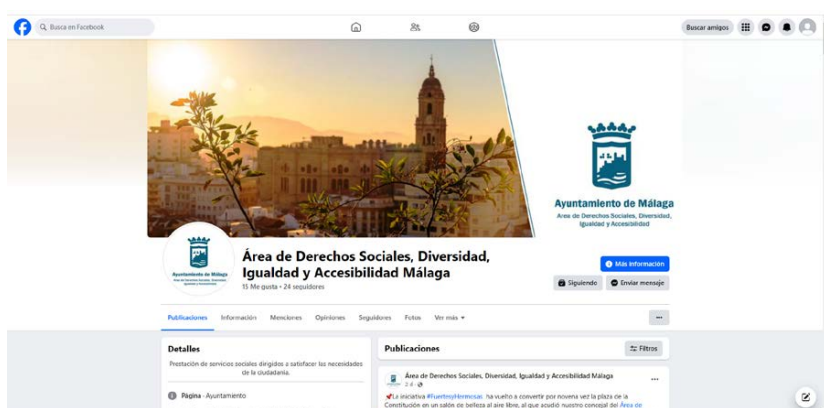 Busca en Facebook
Buscar amigos
Ayuntamiento de Málaga
Area de Derechos Sociales, Diversidad,
Igualdad y Accesibilidad
Ayuntamiento de Málaga
Área de Derechos Sociales, Diversidad,
Igualdad y Accesibilidad Málaga
15 Me gusta • 24 seguidores
Más información
Siguiendo
Enviar mensaje
Publicaciones
Información
Menciones
Opiniones
Seguidores
Fotos
Ver más
Detalles
Prestación de servicios sociales dirigidos a satisfacer las necesidades
de la ciudadanía.
Página · Ayuntamiento
Publicaciones
Filtros
Área de Derechos Sociales, Diversidad, Igualdad y Accesibilidad Málaga
La iniciativa #FuertesyHermosas ha vuelto a convertir por novena vez la plaza de la
Constitución en un salón de belleza al aire libre, al que acudió nuestro concejal del Área de